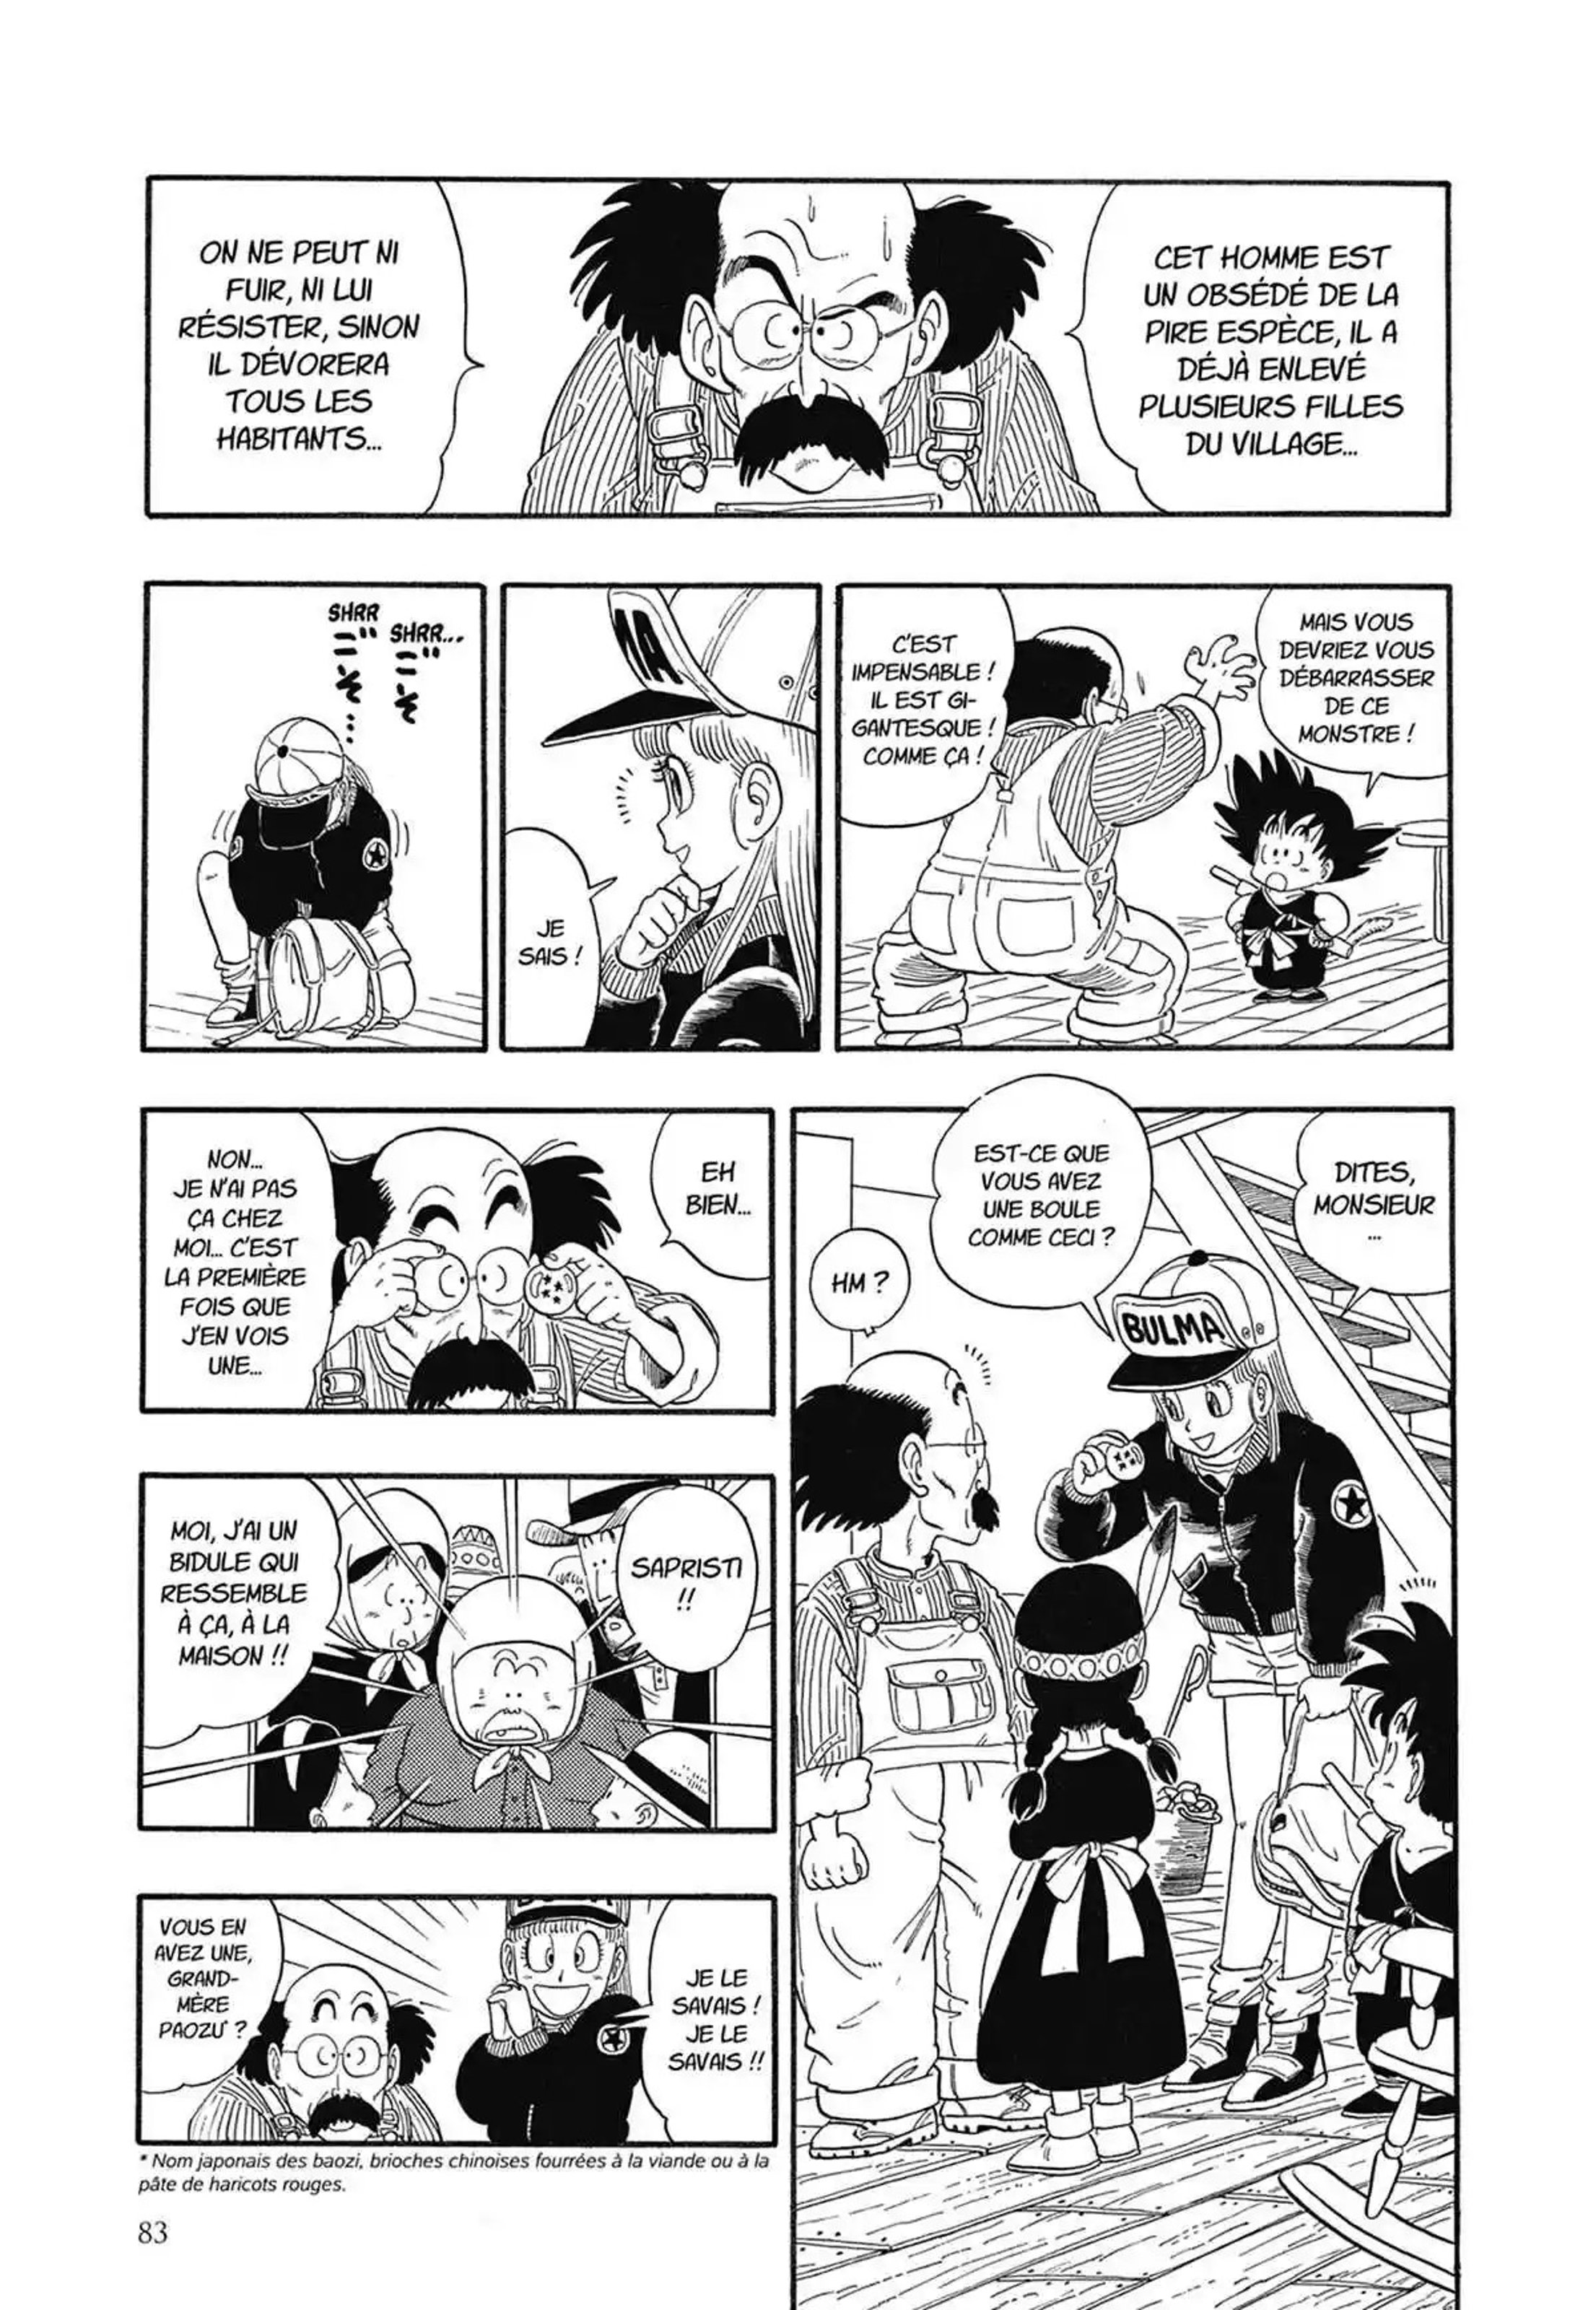 CET HOMME EST
UN OBSÉDÉ DE LA
PIRE ESPÈCE, IL A
DÉJÀ ENLEVÉ
PLUSIEURS FILLES
DU VILLAGE...
ON NE PEUT NI
FUIR, NI LUI
RÉSISTER, SINON
IL DÉVORERA
TOUS LES
HABITANTS...
MAIS VOUS
DEVRIEZ VOUS
DÉBARRASSER
DE CE
MONSTRE !
C'EST
IMPENSABLE !
IL EST GI-
GANTESQUE !
COMME ÇA !
MA
JE
SAIS !
SHRR...
ごそ
SHRR
ごそ...
DITES,
MONSIEUR
...
EST-CE QUE
VOUS AVEZ
UNE BOULE
COMME CECI ?
BULMA
HM ?
EH
BIEN...
NON...
JE N'AI PAS
ÇA CHEZ
MOI... C'EST
LA PREMIÈRE
FOIS QUE
J'EN VOIS
UNE...
SAPRISTI
!!
MOI, J'AI UN
BIDULE QUI
RESSEMBLE
À ÇA, À LA
MAISON !!
JE LE
SAVAIS !
JE LE
SAVAIS !!
VOUS EN
AVEZ UNE,
GRAND-
MÈRE
PAOZU* ?
* Nom japonais des baozi, brioches chinoises fourrées à la viande ou à la
pâte de haricots rouges.
83